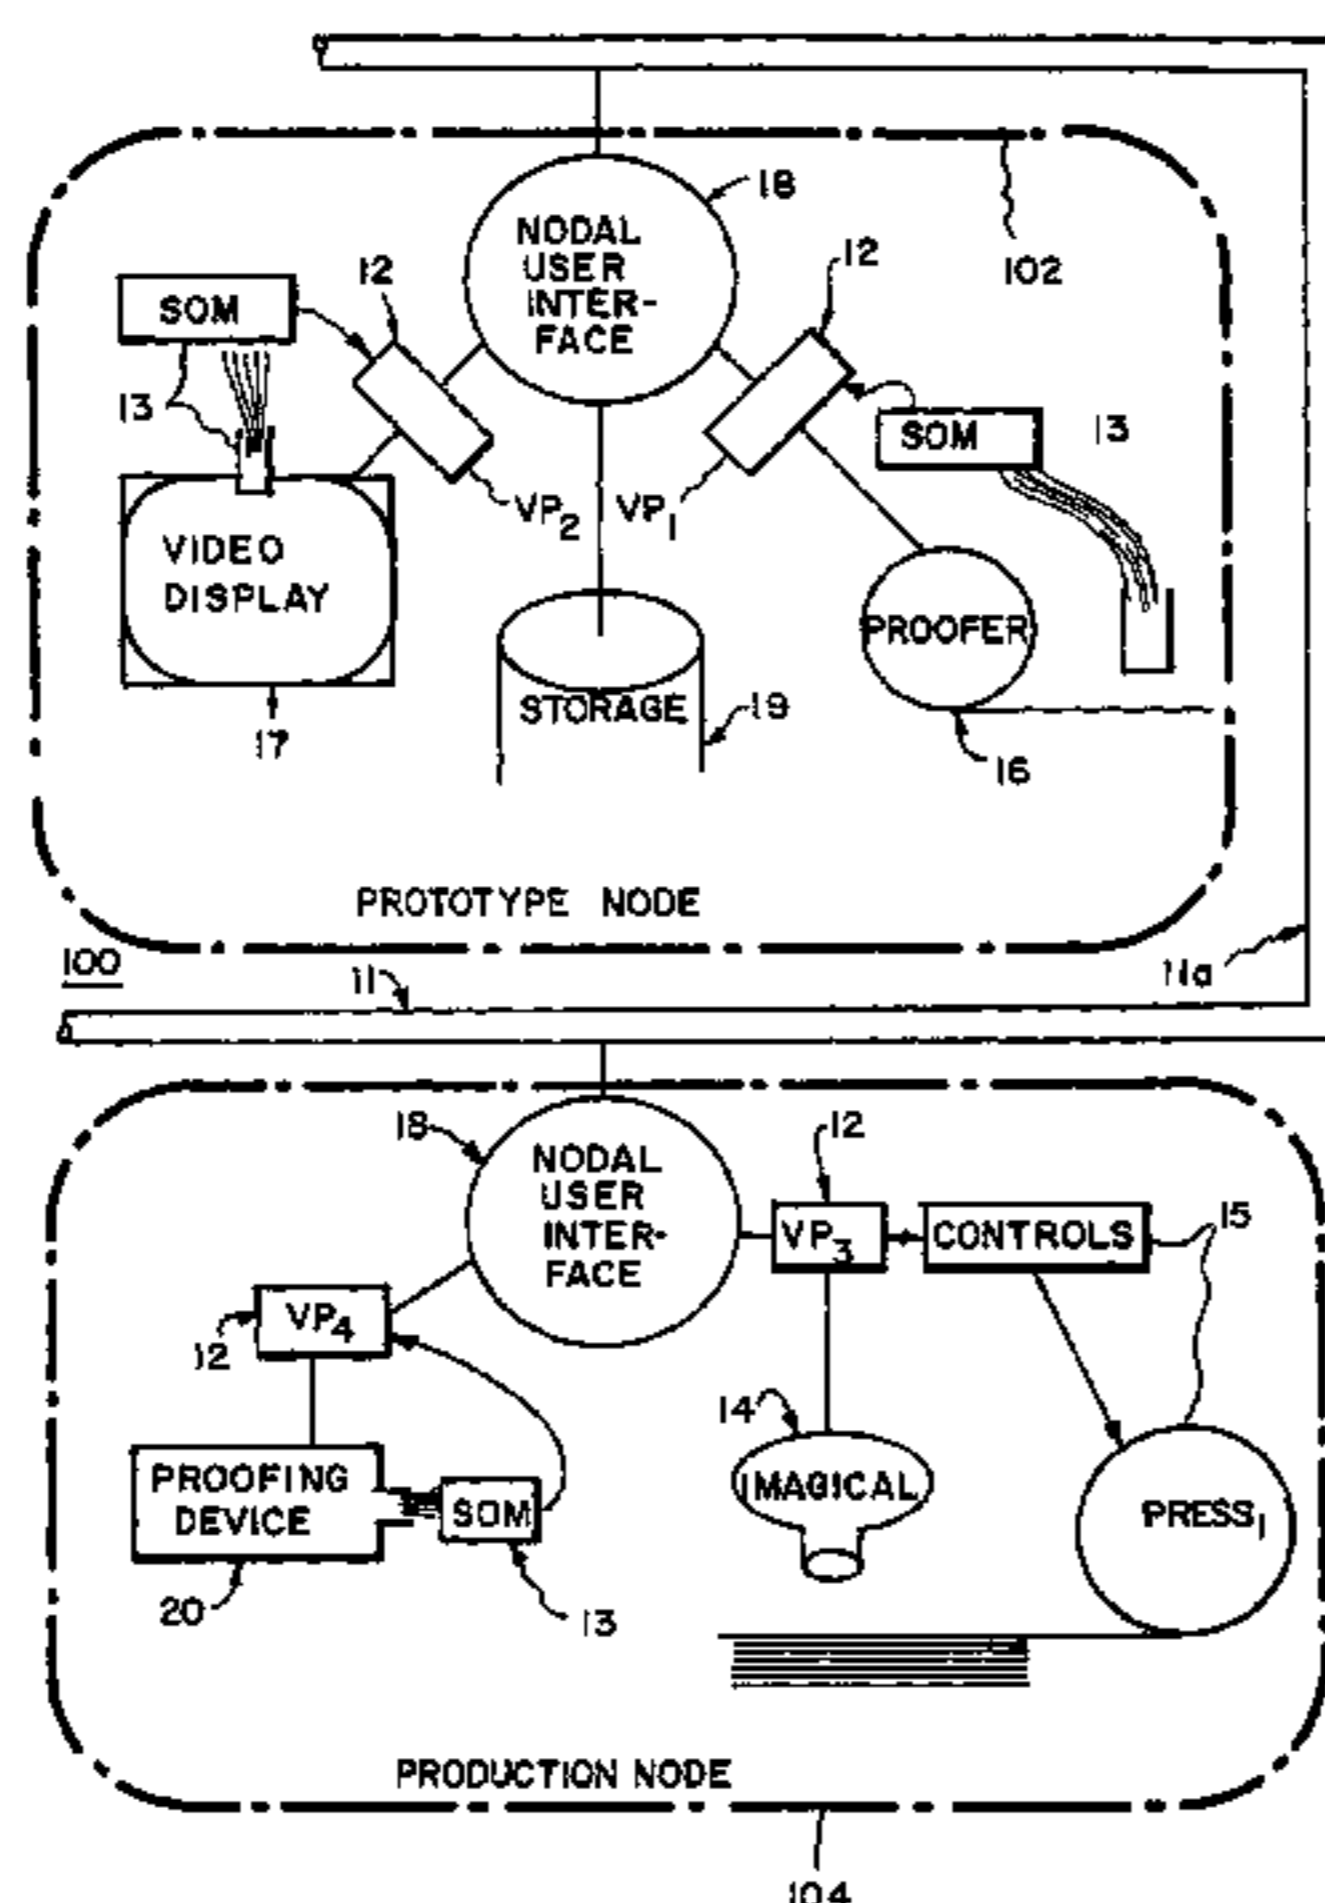 18
NODAL
USER
INTER-
FACE
12
12
102
SOM
13
SOM
13
VP2
VP1
VIDEO
DISPLAY
PROOFER
STORAGE
19
17
16
PROTOTYPE NODE
100
11
11a
18
NODAL
USER
INTER-
FACE
12
VP3
CONTROLS
15
VP4
12
14
IMAGICAL
PROOFING
DEVICE
SOM
PRESS1
20
13
PRODUCTION NODE
104